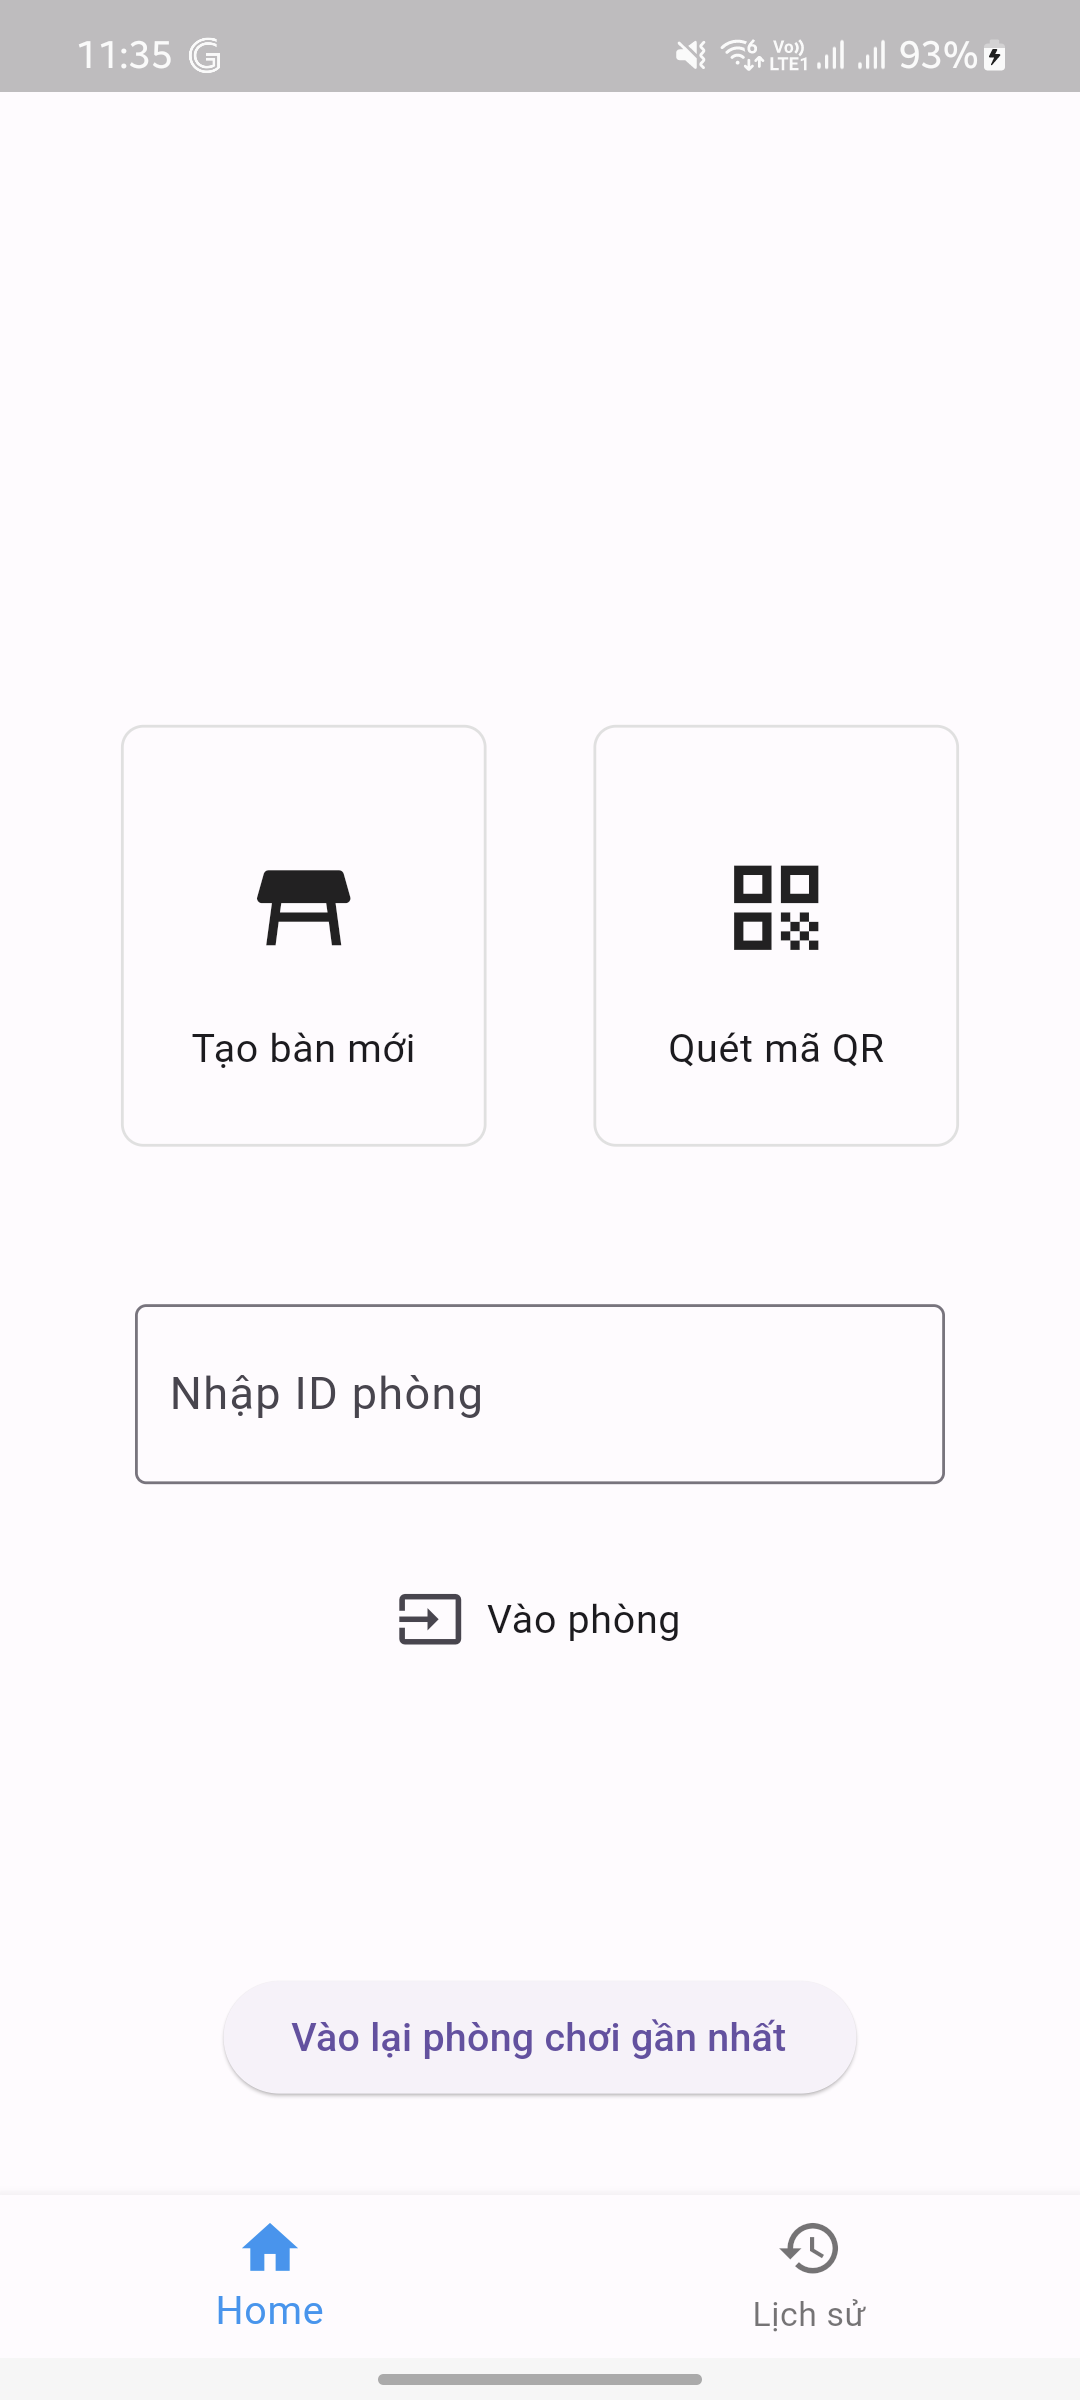 11:35
6 Vo)) LTE1 93%
Tạo bàn mới
Quét mã QR
Nhập ID phòng
Vào phòng
Vào lại phòng chơi gần nhất
Home
Lịch sử